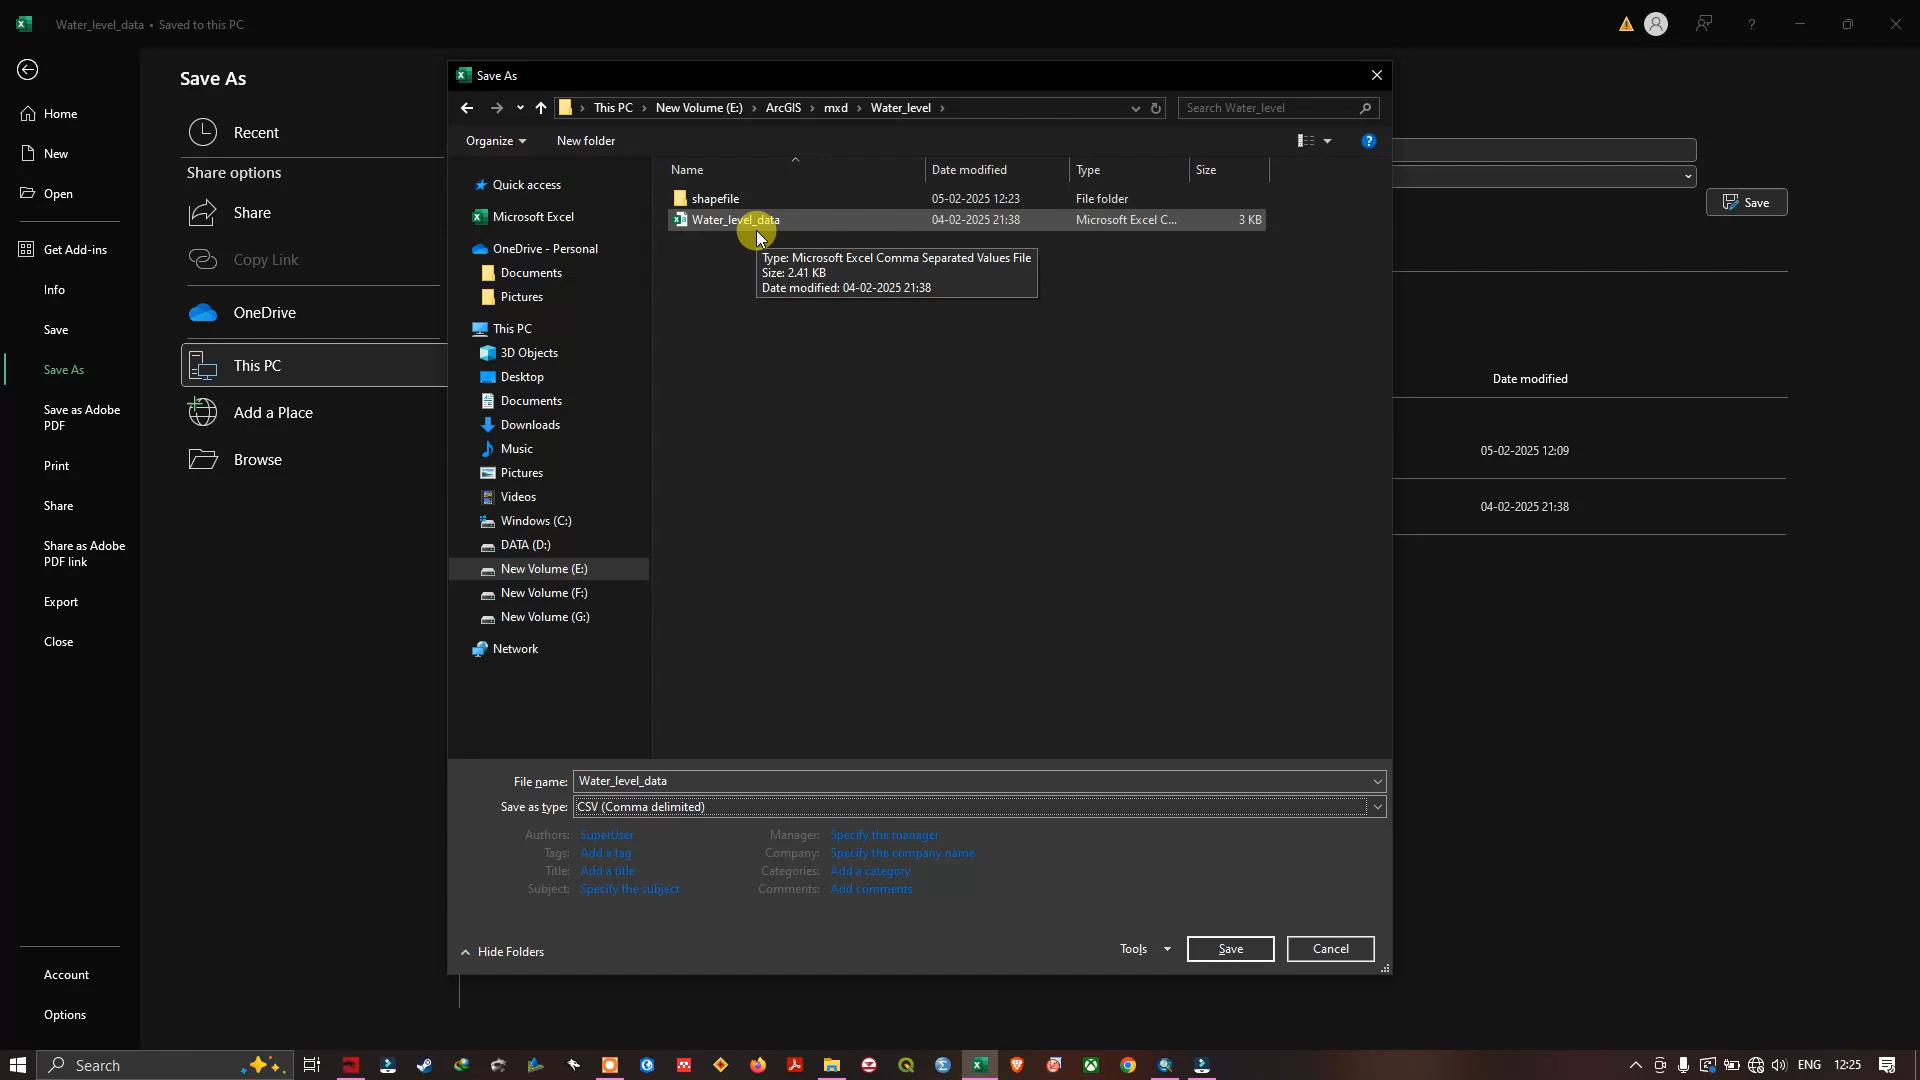 Water_level_data • Saved to this PC
?
Home
New
Open
Get Add-ins
Info
Save
Save As
Save as Adobe
PDF
Print
Share
Share as Adobe
PDF link
Export
Close
Account
Options
Save As
Recent
Share options
Share
Copy Link
OneDrive
This PC
Add a Place
Browse
Save As
This PC
New Volume (E:)
ArcGIS
mxd
Water_level
Search Water_level
Organize
New folder
?
Quick access
Microsoft Excel
OneDrive - Personal
Documents
Pictures
This PC
3D Objects
Desktop
Documents
Downloads
Music
Pictures
Videos
Windows (C:)
DATA (D:)
New Volume (E:)
New Volume (F:)
New Volume (G:)
Network
Name Date modified Type Size
shapefile 05-02-2025 12:23 File folder
Water_level_data 04-02-2025 21:38 Microsoft Excel C... 3 KB
Type: Microsoft Excel Comma Separated Values File
Size: 2.41 KB
Date modified: 04-02-2025 21:38
File name: Water_level_data
Save as type: CSV (Comma delimited)
Authors: SuperUser Manager: Specify the manager
Tags: Add a tag Company: Specify the company name
Title: Add a title Categories: Add a category
Subject: Specify the subject Comments: Add comments
Hide Folders
Tools
Save
Cancel
Save
Date modified
05-02-2025 12:09
04-02-2025 21:38
Search
ENG 12:25